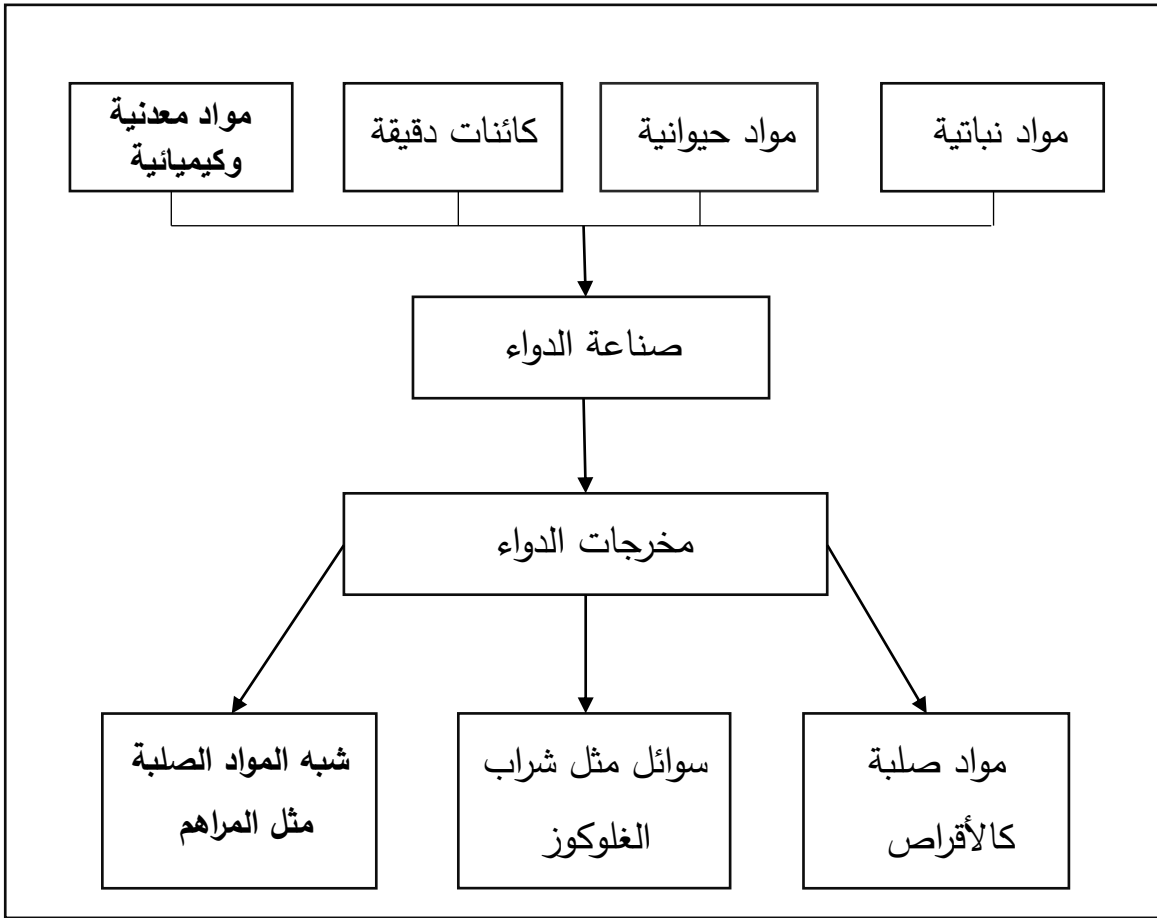 مواد نباتية
مواد حيوانية
كائنات دقيقة
مواد معدنية
وكيميائية
صناعة الدواء
مخرجات الدواء
مواد صلبة
كالأقراص
سوائل مثل شراب
الغلوكوز
شبه المواد الصلبة
مثل المراهم